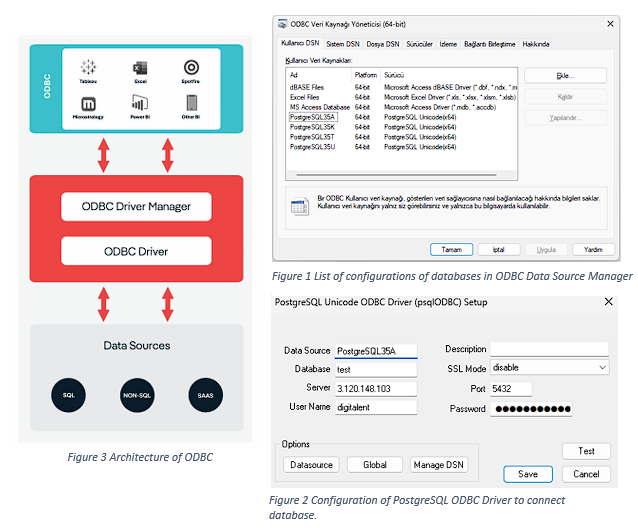 ODBC
Tableau
Excel
Spotfire
Microstrategy
Power BI
Other BI
ODBC Driver Manager
ODBC Driver
Data Sources
SQL
NON-SQL
SAAS
Figure 3 Architecture of ODBC
ODBC Veri Kaynağı Yöneticisi (64-bit)
Kullanıcı DSN Sistem DSN Dosya DSN Sürücüler İzleme Bağlantı Birleştirme Hakkında
Kullanıcı Veri Kaynakları:
Ad Platform Sürücü
dBASE Files 64-bit Microsoft Access dBASE Driver (*.dbf, *.ndx, *.m
Excel Files 64-bit Microsoft Excel Driver (*.xls, *.xlsx, *.xlsm, *.xlsb)
MS Access Database 64-bit Microsoft Access Driver (*.mdb, *.accdb)
PostgreSQL35A 64-bit PostgreSQL Unicode(x64)
PostgreSQL35K 64-bit PostgreSQL Unicode(x64)
PostgreSQL35T 64-bit PostgreSQL Unicode(x64)
PostgreSQL35U 64-bit PostgreSQL Unicode(x64)
Ekle...
Kaldır
Yapılandır...
Bir ODBC Kullanıcı veri kaynağı, gösterilen veri sağlayıcısına nasıl bağlanılacağı hakkında bilgileri saklar.
Kullanıcı veri kaynağını yalnız siz görebilirsiniz ve yalnızca bu bilgisayarda kullanılabilir.
Tamam İptal Uygula Yardım
Figure 1 List of configurations of databases in ODBC Data Source Manager
PostgreSQL Unicode ODBC Driver (psqlODBC) Setup
Data Source PostgreSQL35A Description
Database test SSL Mode disable
Server 3.120.148.103 Port 5432
User Name digitalent Password
Options
Datasource Global Manage DSN
Test
Save Cancel
Figure 2 Configuration of PostgreSQL ODBC Driver to connect
database.